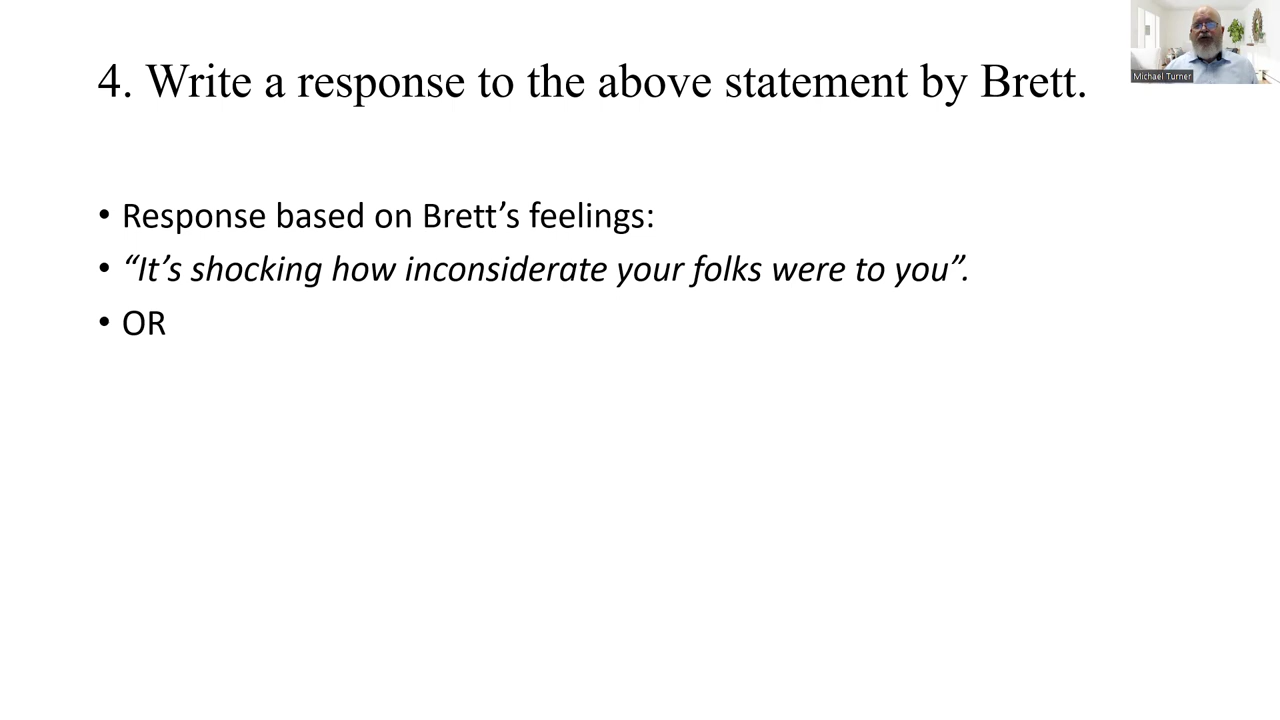 4. Write a response to the above statement by Brett.
Michael Turner
• Response based on Brett’s feelings:
• “It’s shocking how inconsiderate your folks were to you”.
• OR